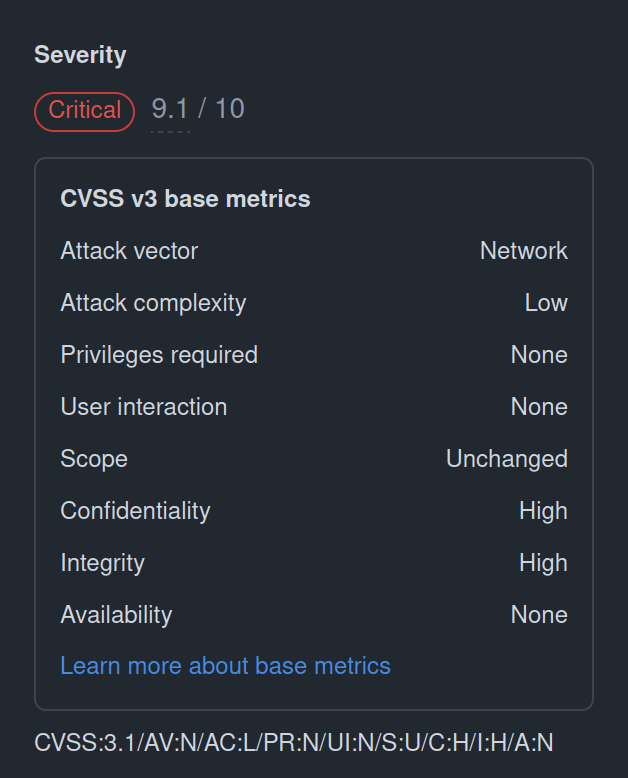 Severity
Critical 9.1 / 10
CVSS v3 base metrics
Attack vector Network
Attack complexity Low
Privileges required None
User interaction None
Scope Unchanged
Confidentiality High
Integrity High
Availability None
Learn more about base metrics
CVSS:3.1/AV:N/AC:L/PR:N/UI:N/S:U/C:H/I:H/A:N